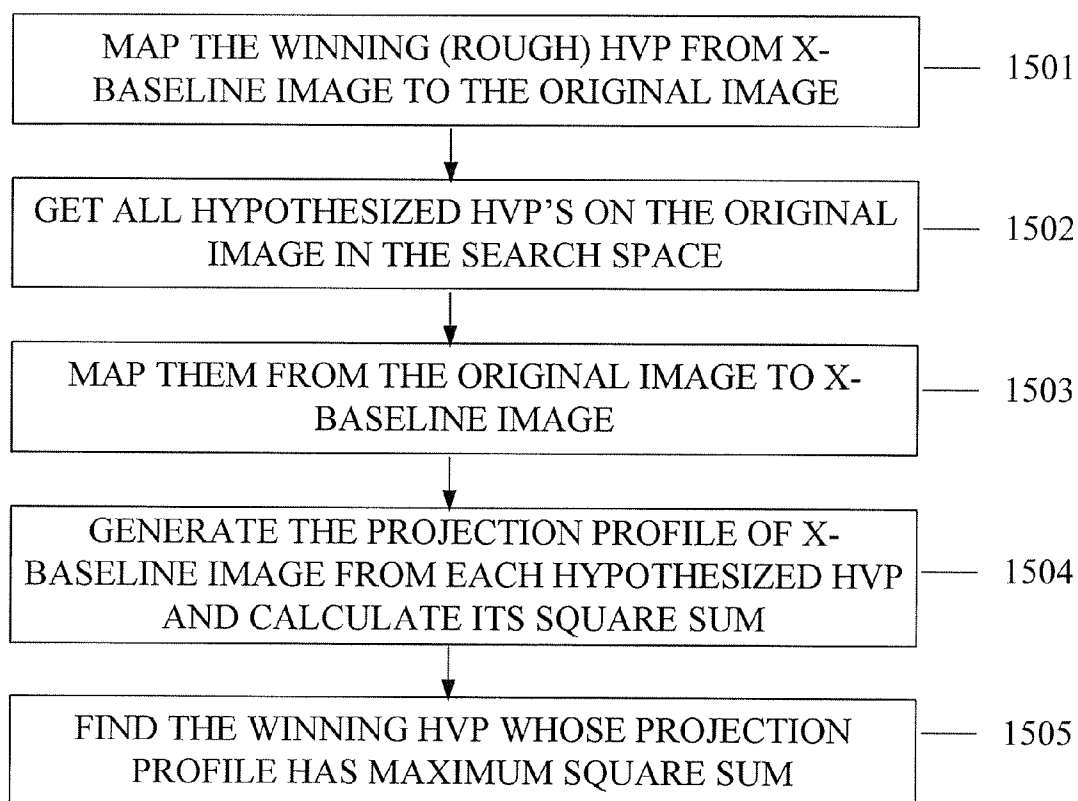 MAP THE WINNING (ROUGH) HVP FROM X-
BASELINE IMAGE TO THE ORIGINAL IMAGE
1501
GET ALL HYPOTHESIZED HVP'S ON THE ORIGINAL
IMAGE IN THE SEARCH SPACE
1502
MAP THEM FROM THE ORIGINAL IMAGE TO X-
BASELINE IMAGE
1503
GENERATE THE PROJECTION PROFILE OF X-
BASELINE IMAGE FROM EACH HYPOTHESIZED HVP
AND CALCULATE ITS SQUARE SUM
1504
FIND THE WINNING HVP WHOSE PROJECTION
PROFILE HAS MAXIMUM SQUARE SUM
1505